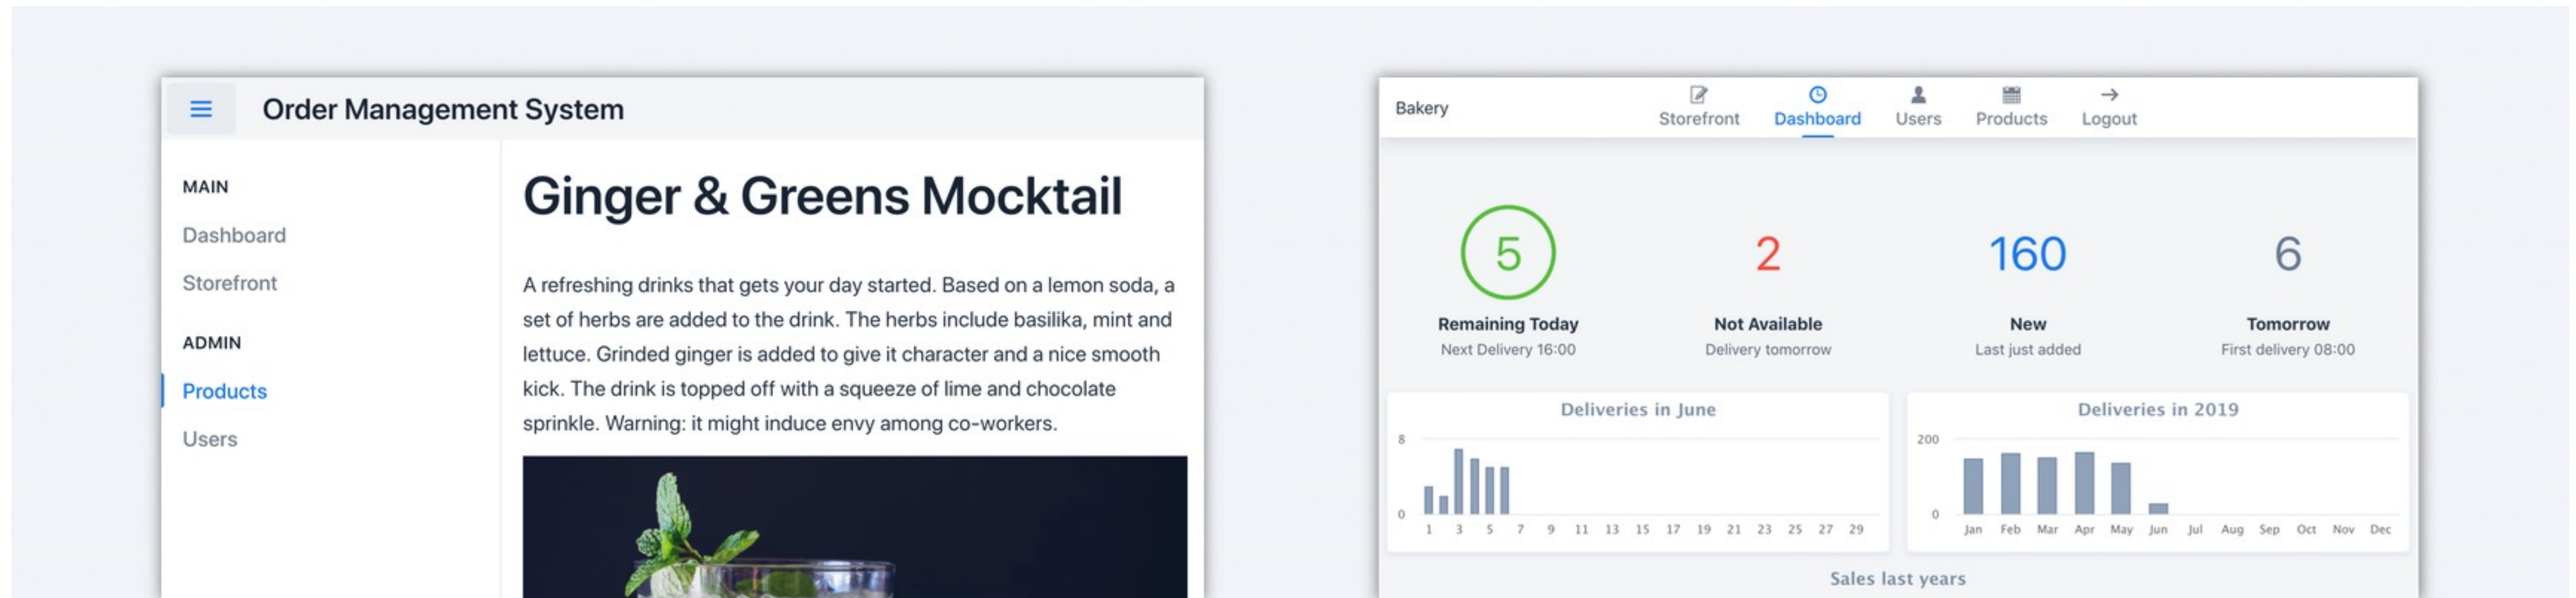 Order Management System
MAIN
Dashboard
Storefront
ADMIN
Products
Users
Ginger & Greens Mocktail
A refreshing drinks that gets your day started. Based on a lemon soda, a
set of herbs are added to the drink. The herbs include basilika, mint and
lettuce. Grinded ginger is added to give it character and a nice smooth
kick. The drink is topped off with a squeeze of lime and chocolate
sprinkle. Warning: it might induce envy among co-workers.
Bakery
Storefront Dashboard Users Products Logout
5 2 160 6
Remaining Today Not Available New Tomorrow
Next Delivery 16:00 Delivery tomorrow Last just added First delivery 08:00
Deliveries in June
8
0
1 3 5 7 9 11 13 15 17 19 21 23 25 27 29
Deliveries in 2019
200
0
Jan Feb Mar Apr May Jun Jul Aug Sep Oct Nov Dec
Sales last years